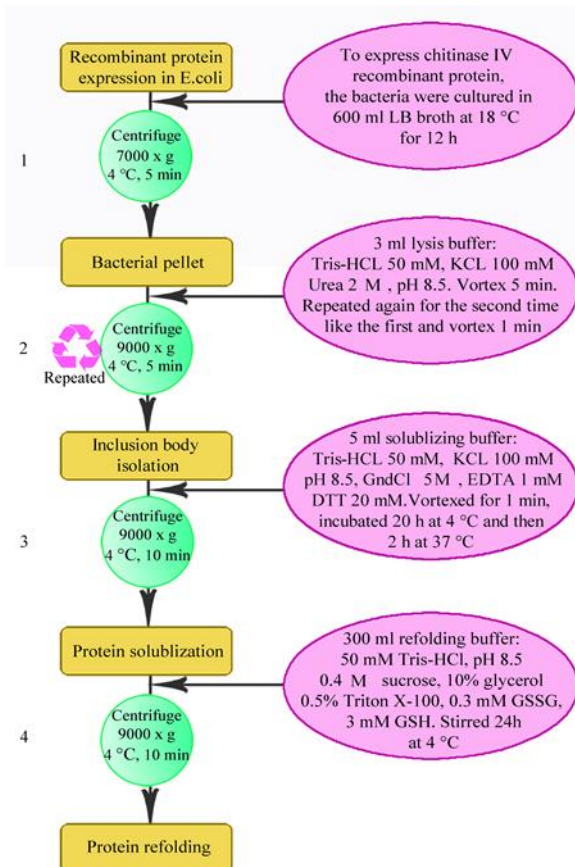 Recombinant protein
expression in E.coli
To express chitinase IV
recombinant protein,
the bacteria were cultured in
600 ml LB broth at 18 °C
for 12 h
1
Centrifuge
7000 x g
4 °C, 5 min
Bacterial pellet
3 ml lysis buffer:
Tris-HCL 50 mM, KCL 100 mM
Urea 2 M , pH 8.5. Vortex 5 min.
Repeated again for the second time
like the first and vortex 1 min
2
Repeated
Centrifuge
9000 x g
4 °C, 5 min
Inclusion body
isolation
5 ml solublizing buffer:
Tris-HCL 50 mM, KCL 100 mM
pH 8.5, GndCl 5M , EDTA 1 mM
DTT 20 mM.Vortexed for 1 min,
incubated 20 h at 4 °C and then
2 h at 37 °C
3
Centrifuge
9000 x g
4 °C, 10 min
Protein solublization
300 ml refolding buffer:
50 mM Tris-HCl, pH 8.5
0.4 M sucrose, 10% glycerol
0.5% Triton X-100, 0.3 mM GSSG,
3 mM GSH. Stirred 24h
at 4 °C
4
Centrifuge
9000 x g
4 °C, 10 min
Protein refolding